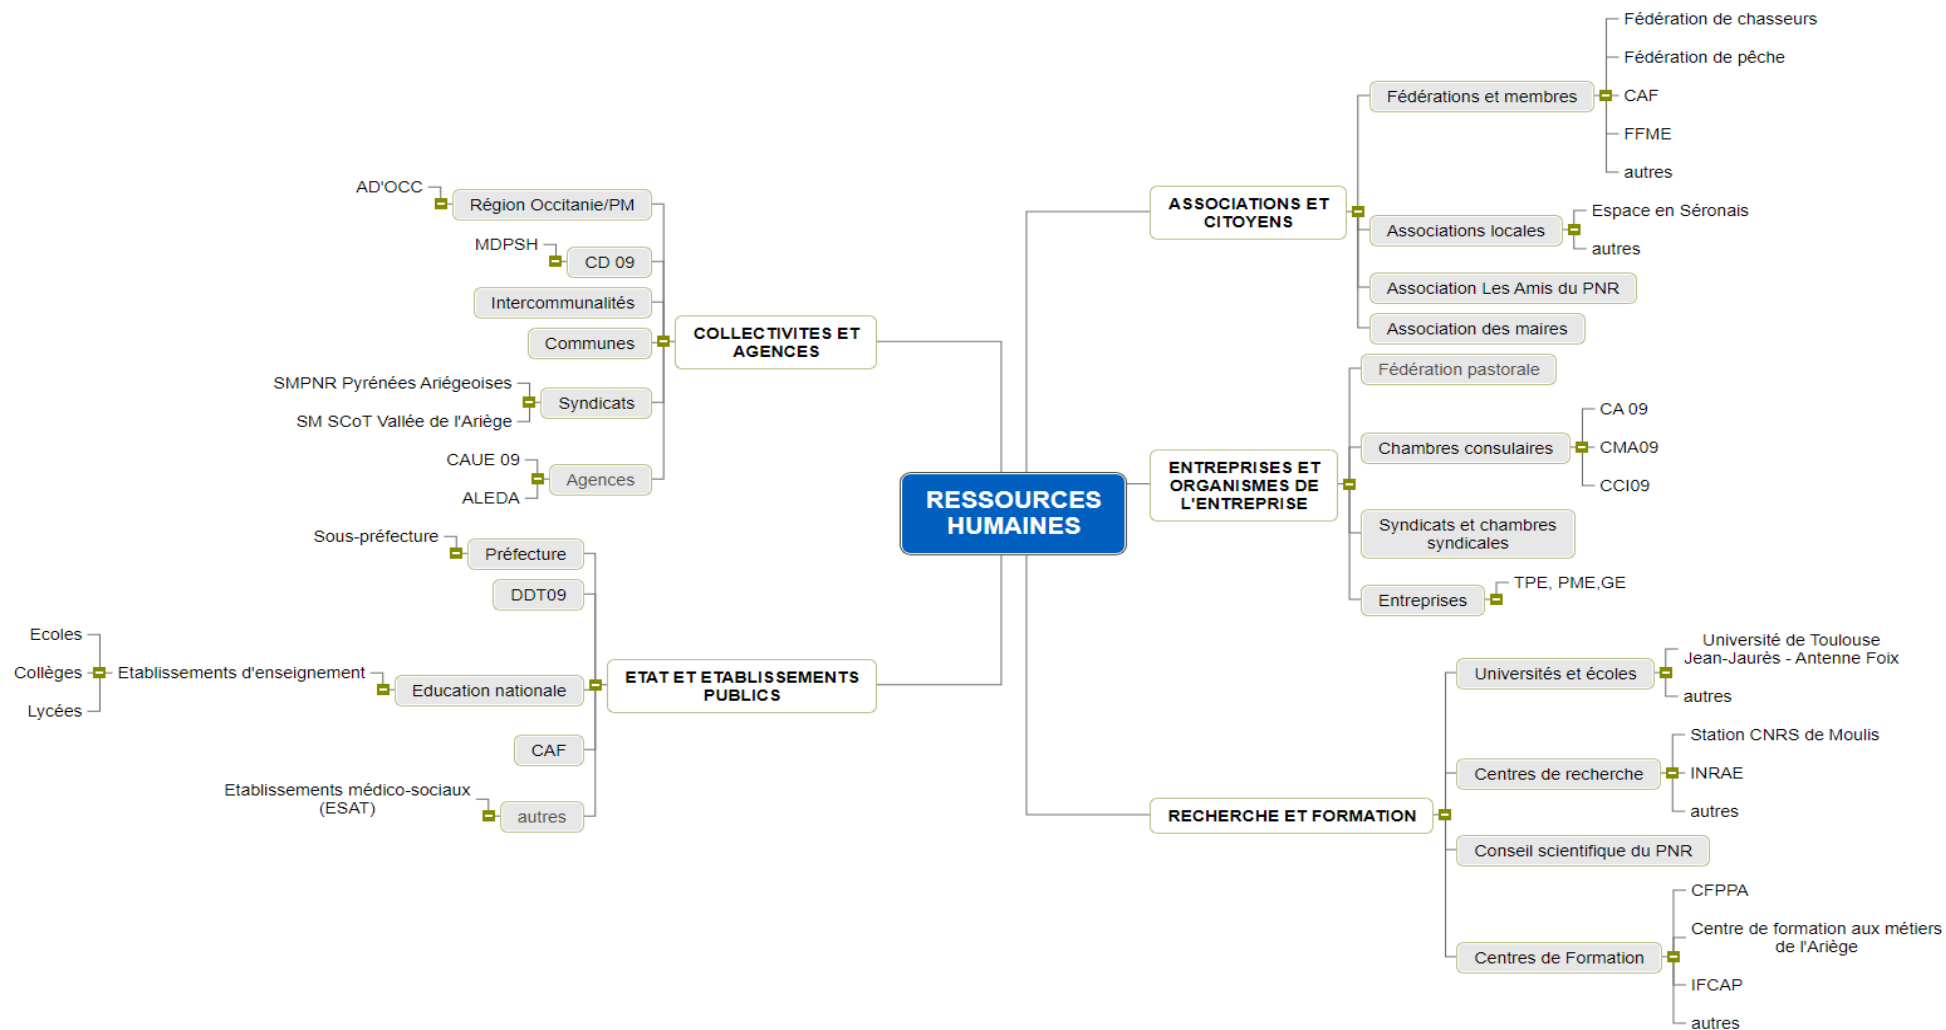 RESSOURCES
HUMAINES
COLLECTIVITES ET
AGENCES
Région Occitanie/PM
AD'OCC
CD 09
MDPSH
Intercommunalités
Communes
Syndicats
SMPNR Pyrénées Ariégeoises
SM SCoT Vallée de l'Ariège
Agences
CAUE 09
ALEDA
ETAT ET ETABLISSEMENTS
PUBLICS
Préfecture
Sous-préfecture
DDT09
Education nationale
Etablissements d'enseignement
Ecoles
Collèges
Lycées
CAF
autres
Etablissements médico-sociaux
(ESAT)
ASSOCIATIONS ET
CITOYENS
Fédérations et membres
Fédération de chasseurs
Fédération de pêche
CAF
FFME
autres
Associations locales
Espace en Séronais
autres
Association Les Amis du PNR
Association des maires
ENTREPRISES ET
ORGANISMES DE
L'ENTREPRISE
Fédération pastorale
Chambres consulaires
CA 09
CMA09
CCI09
Syndicats et chambres
syndicales
Entreprises
TPE, PME,GE
RECHERCHE ET FORMATION
Universités et écoles
Université de Toulouse
Jean-Jaurès - Antenne Foix
autres
Centres de recherche
Station CNRS de Moulis
INRAE
autres
Conseil scientifique du PNR
Centres de Formation
CFPPA
Centre de formation aux métiers
de l'Ariège
IFCAP
autres